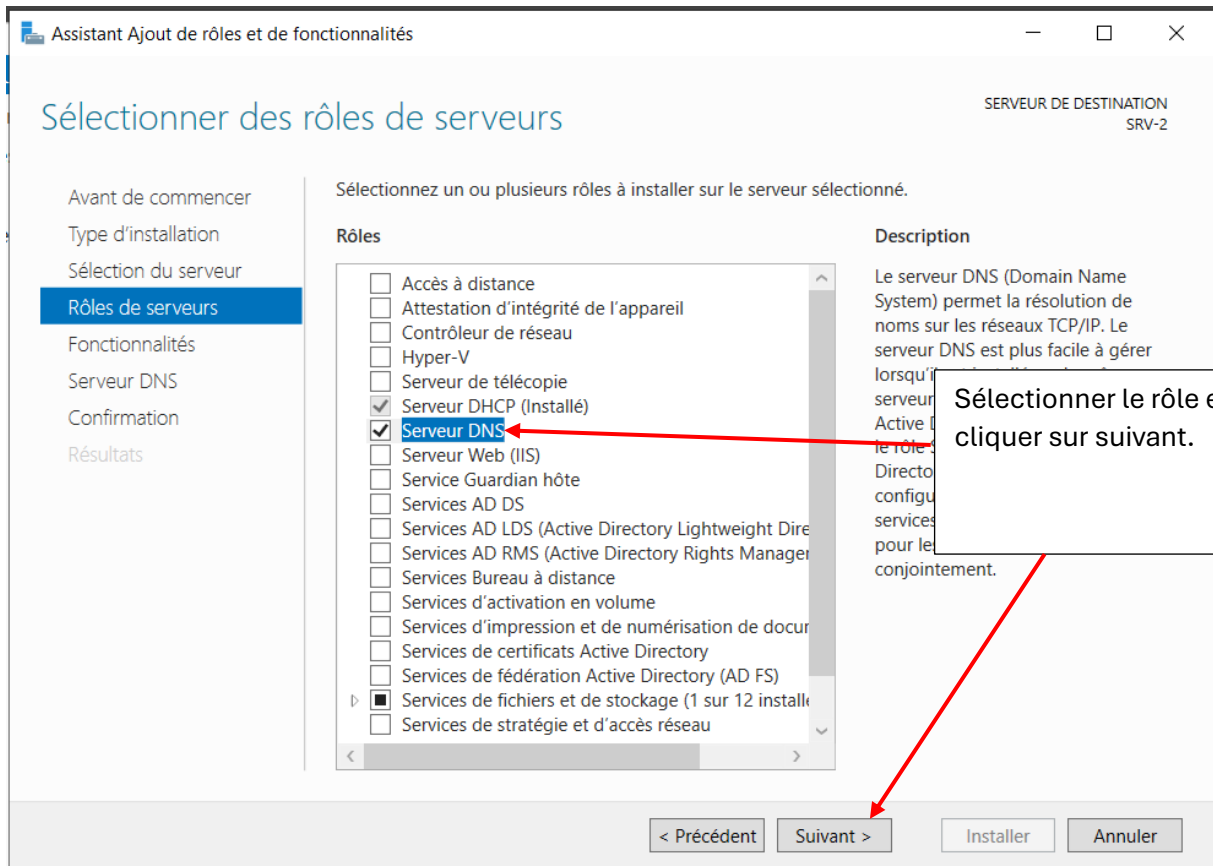 Assistant Ajout de rôles et de fonctionnalités
Sélectionner des rôles de serveurs
SERVEUR DE DESTINATION
SRV-2
Avant de commencer
Type d'installation
Sélection du serveur
Rôles de serveurs
Fonctionnalités
Serveur DNS
Confirmation
Résultats
Sélectionnez un ou plusieurs rôles à installer sur le serveur sélectionné.
Rôles
Accès à distance
Attestation d'intégrité de l'appareil
Contrôleur de réseau
Hyper-V
Serveur de télécopie
Serveur DHCP (Installé)
Serveur DNS
Serveur Web (IIS)
Service Guardian hôte
Services AD DS
Services AD LDS (Active Directory Lightweight Dire
Services AD RMS (Active Directory Rights Manager
Services Bureau à distance
Services d'activation en volume
Services d'impression et de numérisation de docur
Services de certificats Active Directory
Services de fédération Active Directory (AD FS)
Services de fichiers et de stockage (1 sur 12 install
Services de stratégie et d'accès réseau
Description
Le serveur DNS (Domain Name
System) permet la résolution de
noms sur les réseaux TCP/IP. Le
serveur DNS est plus facile à gérer
lorsqu'il
serveur
Active
le rôle
Directo
configu
services
pour les
conjointement.
Sélectionner le rôle e
cliquer sur suivant.
< Précédent
Suivant >
Installer
Annuler